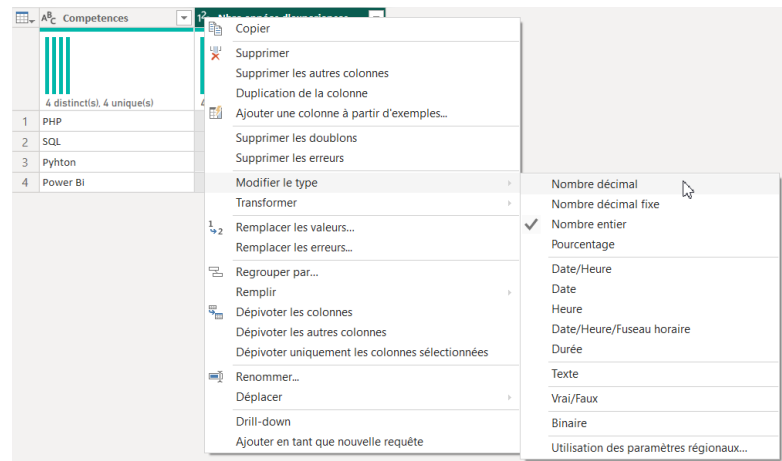 ABC Competences
12 Nbre années d'experiences
4 distinct(s), 4 unique(s)
1 PHP
2 SQL
3 Pyhton
4 Power Bi
Copier
Supprimer
Supprimer les autres colonnes
Duplication de la colonne
Ajouter une colonne à partir d'exemples...
Supprimer les doublons
Supprimer les erreurs
Modifier le type
Transformer
Remplacer les valeurs...
Remplacer les erreurs...
Regrouper par...
Remplir
Dépivoter les colonnes
Dépivoter les autres colonnes
Dépivoter uniquement les colonnes sélectionnées
Renommer...
Déplacer
Drill-down
Ajouter en tant que nouvelle requête
Nombre décimal
Nombre décimal fixe
Nombre entier
Pourcentage
Date/Heure
Date
Heure
Date/Heure/Fuseau horaire
Durée
Texte
Vrai/Faux
Binaire
Utilisation des paramètres régionaux...